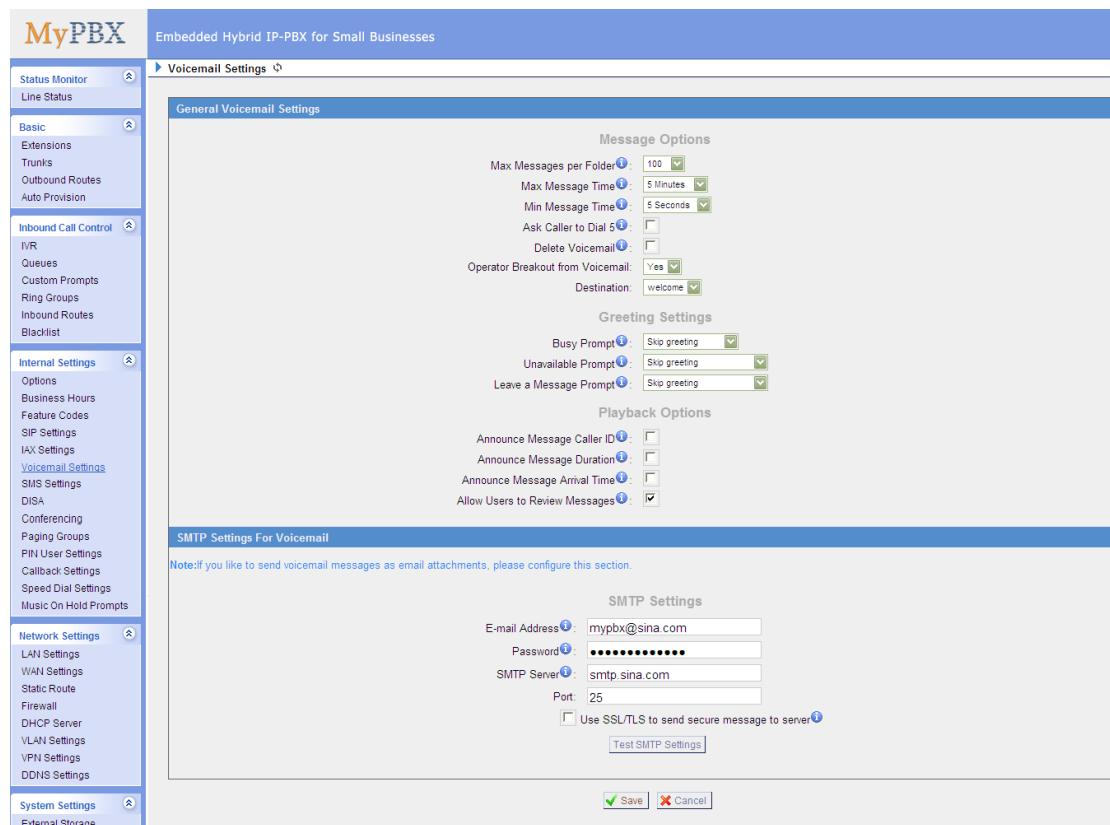 MyPBX
Embedded Hybrid IP-PBX for Small Businesses
Status Monitor
Line Status
Basic
Extensions
Trunks
Outbound Routes
Auto Provision
Inbound Call Control
IVR
Queues
Custom Prompts
Ring Groups
Inbound Routes
Blacklist
Internal Settings
Options
Business Hours
Feature Codes
SIP Settings
IAX Settings
Voicemail Settings
SMS Settings
DISA
Conferencing
Paging Groups
PIN User Settings
Callback Settings
Speed Dial Settings
Music On Hold Prompts
Network Settings
LAN Settings
WAN Settings
Static Route
Firewall
DHCP Server
VLAN Settings
VPN Settings
DDNS Settings
System Settings
External Storage
Voicemail Settings
General Voicemail Settings
Message Options
Max Messages per Folder : 100
Max Message Time : 5 Minutes
Min Message Time : 5 Seconds
Ask Caller to Dial 5 :
Delete Voicemail :
Operator Breakout from Voicemail: Yes
Destination: welcome
Greeting Settings
Busy Prompt : Skip greeting
Unavailable Prompt : Skip greeting
Leave a Message Prompt : Skip greeting
Playback Options
Announce Message Caller ID :
Announce Message Duration :
Announce Message Arrival Time :
Allow Users to Review Messages :
SMTP Settings For Voicemail
Note:If you like to send voicemail messages as email attachments, please configure this section.
SMTP Settings
E-mail Address : mypbx@sina.com
Password : ●●●●●●●●●●●●●
SMTP Server : smtp.sina.com
Port: 25
Use SSL/TLS to send secure message to server
Test SMTP Settings
Save Cancel